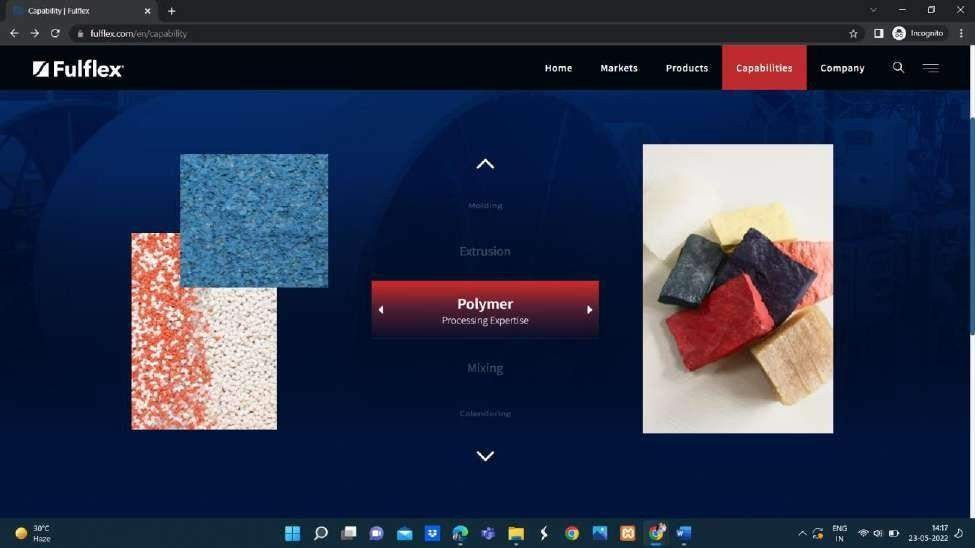 Capability | Fulflex
fulflex.com/en/capability
Incognito
Fulflex
Home
Markets
Products
Capabilities
Company
Molding
Extrusion
Polymer
Processing Expertise
Mixing
Calendering
30°C
Haze
ENG
IN
14:17
23-05-2022